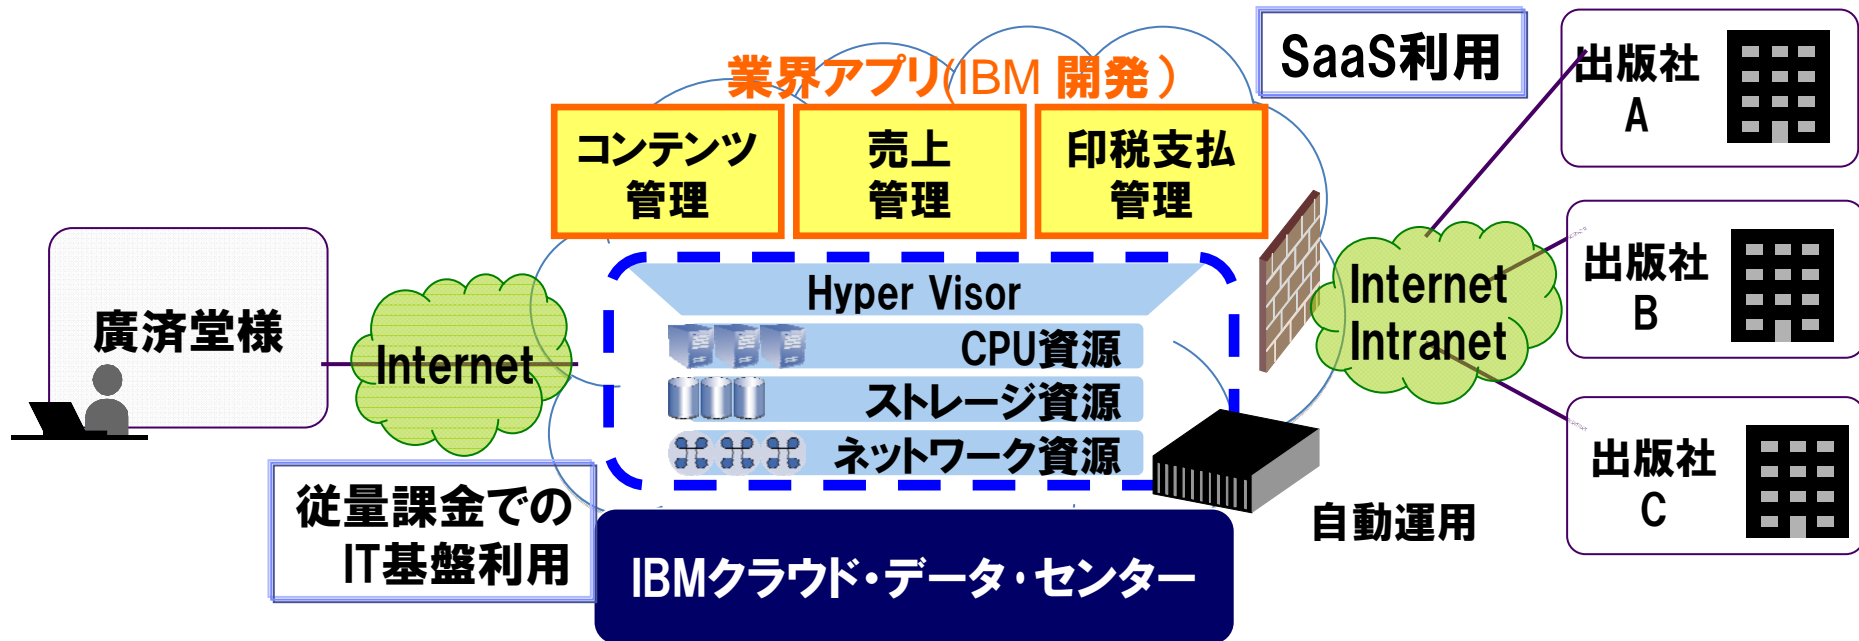 SaaS利用
業界アプリ(IBM 開発)
コンテンツ
管理
売上
管理
印税支払
管理
廣済堂様
Internet
Hyper Visor
CPU資源
ストレージ資源
ネットワーク資源
従量課金での
IT基盤利用
IBMクラウド・データ・センター
自動運用
Internet
Intranet
出版社
A
出版社
B
出版社
C